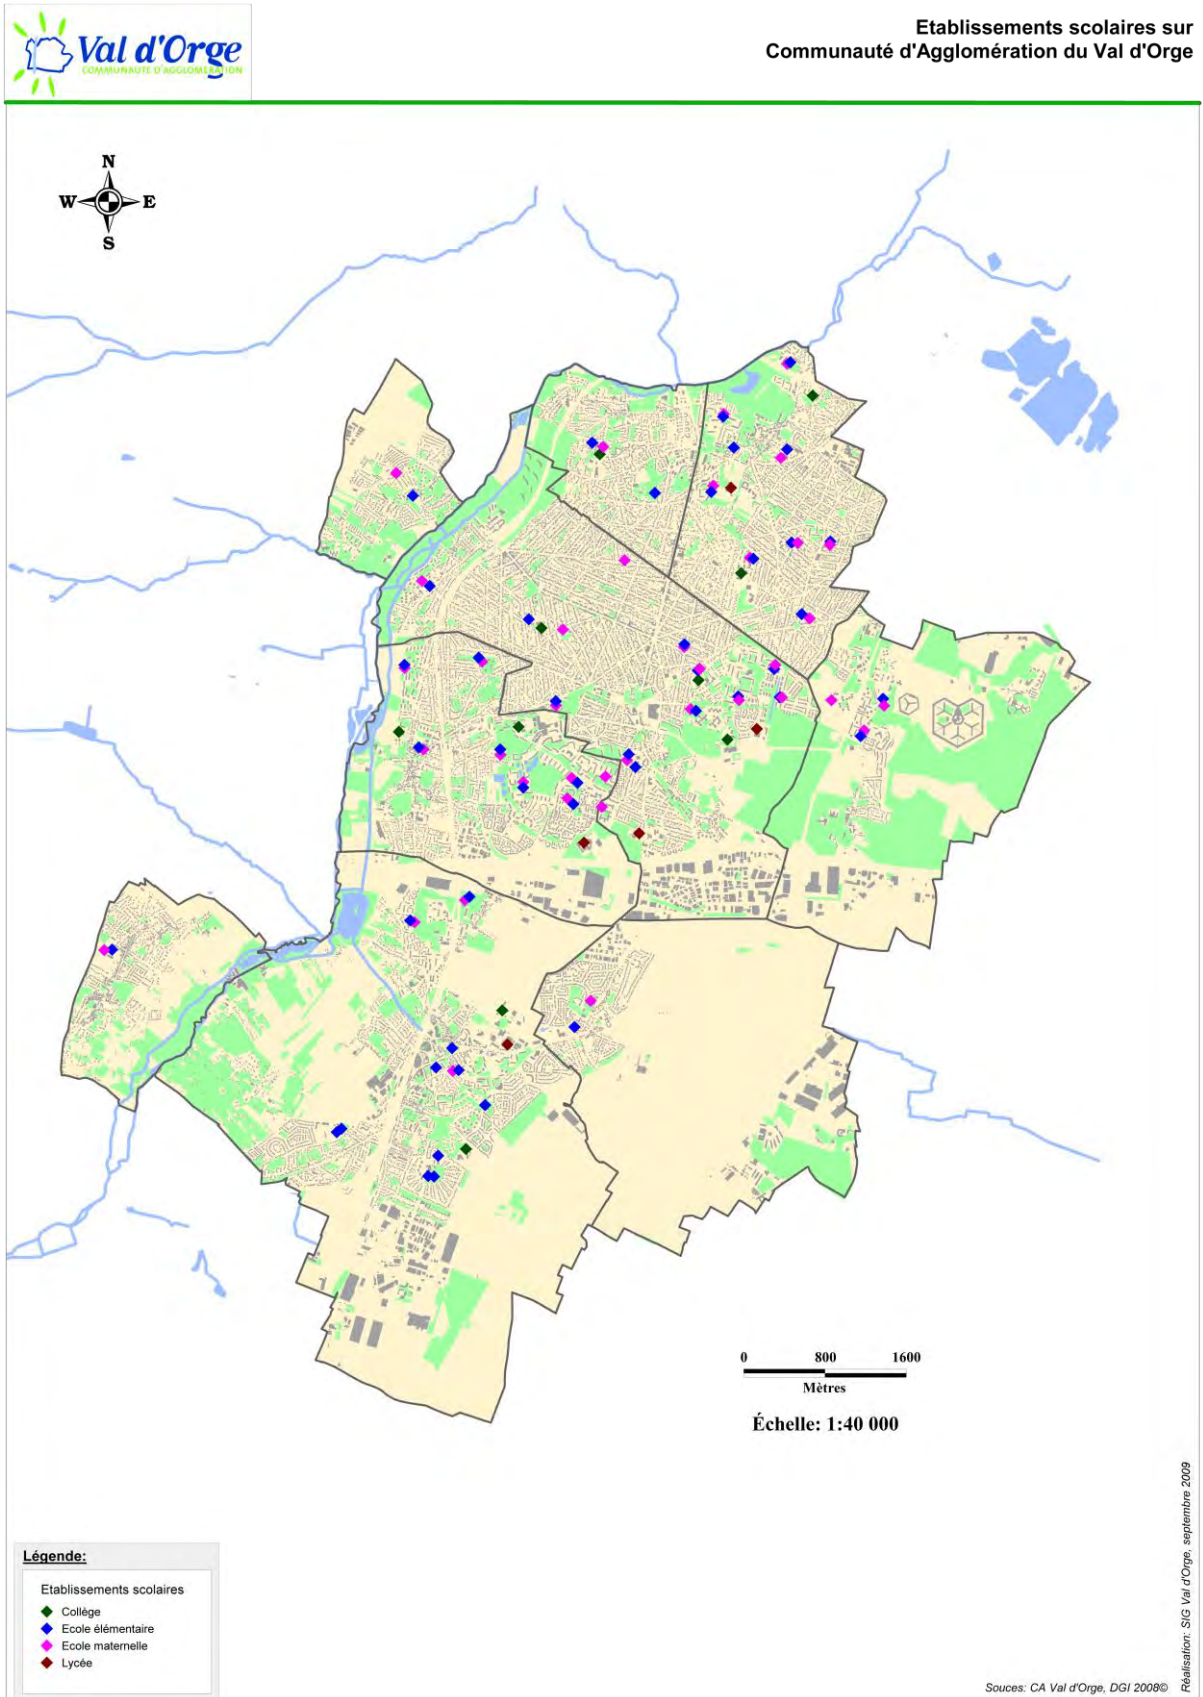 Val d'Orge
COMMUNAUTÉ D'AGGLOMÉRATION
Etablissements scolaires sur
Communauté d'Agglomération du Val d'Orge
N
W E
S
0 800 1600
Mètres
Échelle: 1:40 000
Légende:
Etablissements scolaires
Collège
Ecole élémentaire
Ecole maternelle
Lycée
Souces: CA Val d'Orge, DGI 2008©
Réalisation: SIG Val d'Orge, septembre 2009